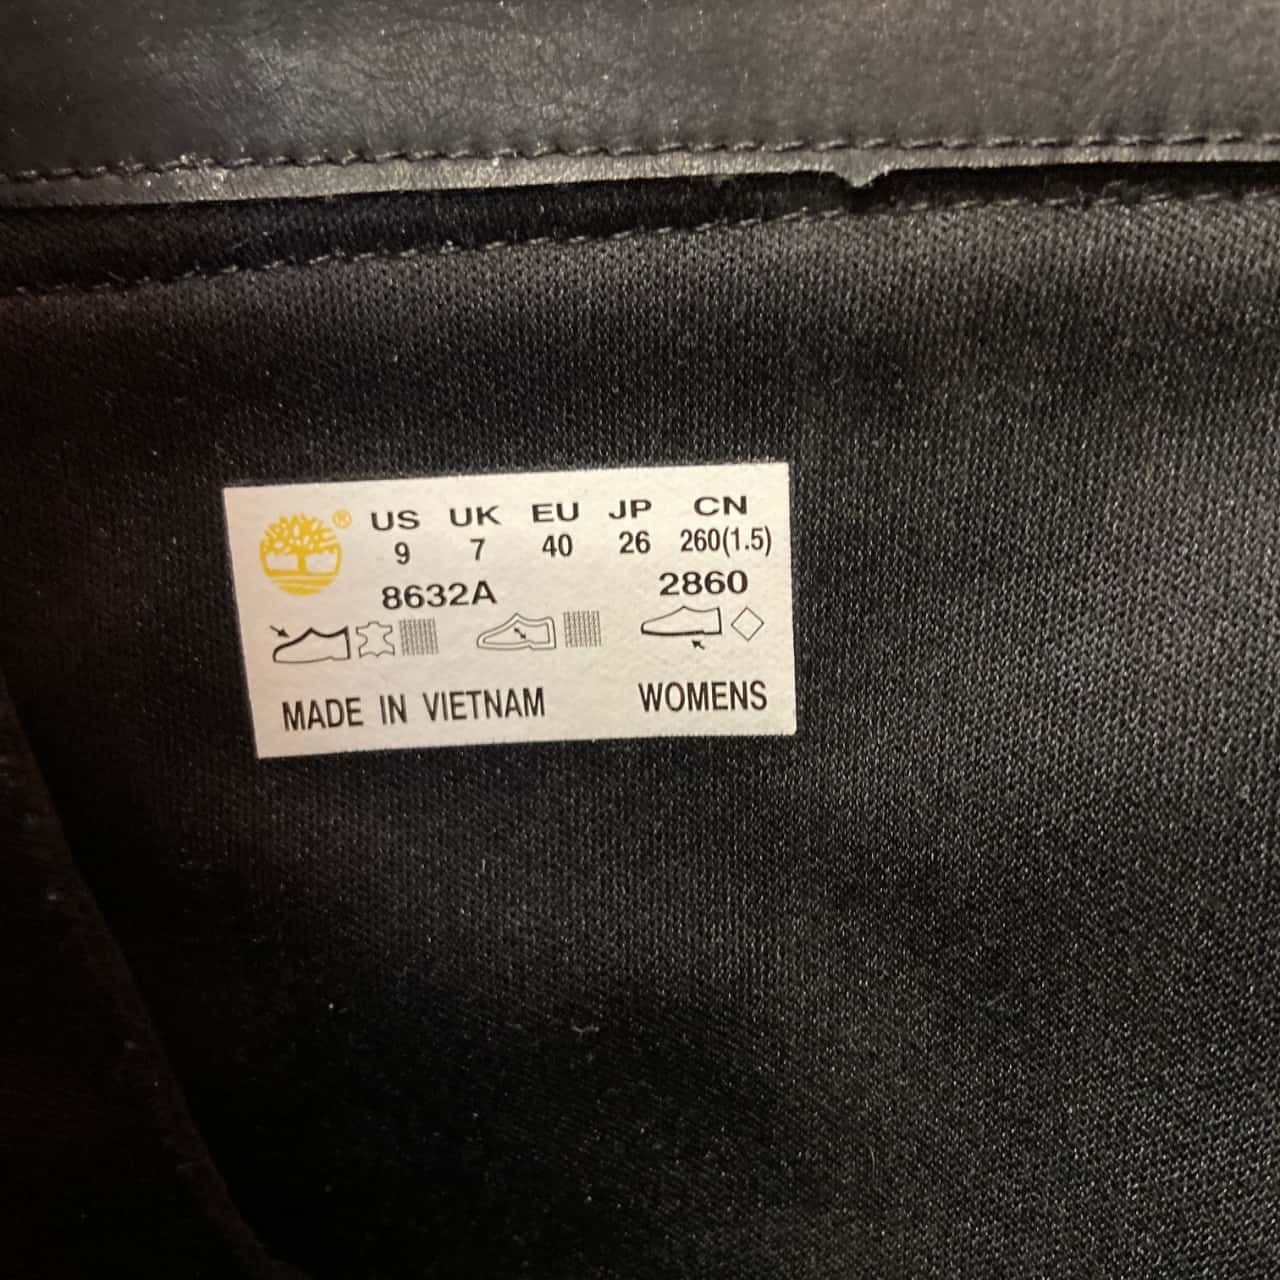 ® US UK EU JP CN
9 7 40 26 260(1.5)
8632A 2860
MADE IN VIETNAM WOMENS